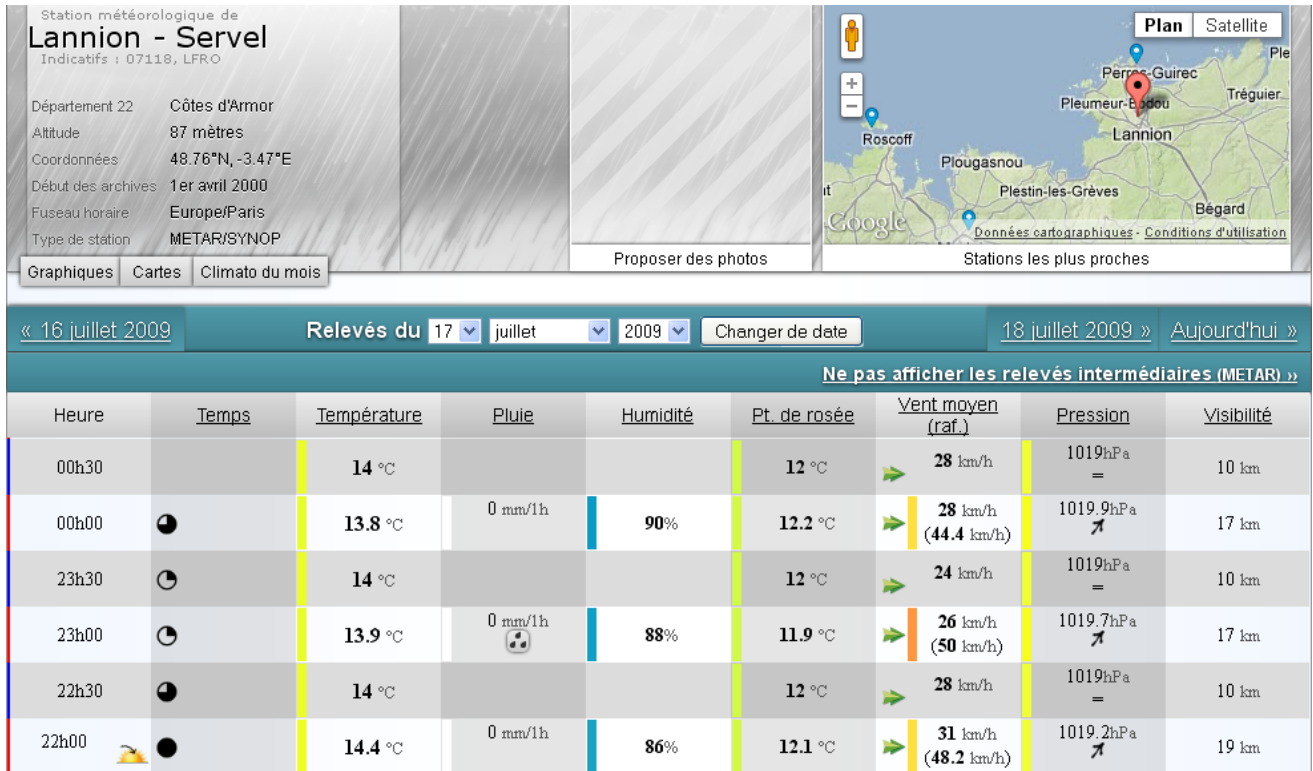 Station météorologique de
Lannion - Servel
Indicatifs : 07118, LFRO
Département 22 Côtes d'Armor
Altitude 87 mètres
Coordonnées 48.76°N, -3.47°E
Début des archives 1er avril 2000
Fuseau horaire Europe/Paris
Type de station METAR/SYNOP
Graphiques Cartes Climato du mois
Proposer des photos
Plan Satellite
Perros-Guirec
Pleumeur-Bodou
Tréguier
Lannion
Roscoff
Plougasnou
Plestin-les-Grèves
Bégard
Google
Données cartographiques - Conditions d'utilisation
Stations les plus proches
« 16 juillet 2009 Relevés du 17 juillet 2009 Changer de date 18 juillet 2009 » Aujourd'hui »
Ne pas afficher les relevés intermédiaires (METAR) »
Heure Temps Température Pluie Humidité Pt. de rosée Vent moyen (raf.) Pression Visibilité
00h30 14 °C 12 °C 28 km/h 1019hPa = 10 km
00h00 13.8 °C 0 mm/1h 90% 12.2 °C 28 km/h (44.4 km/h) 1019.9hPa 17 km
23h30 14 °C 12 °C 24 km/h 1019hPa = 10 km
23h00 13.9 °C 0 mm/1h 88% 11.9 °C 26 km/h (50 km/h) 1019.7hPa 17 km
22h30 14 °C 12 °C 28 km/h 1019hPa = 10 km
22h00 14.4 °C 0 mm/1h 86% 12.1 °C 31 km/h (48.2 km/h) 1019.2hPa 19 km